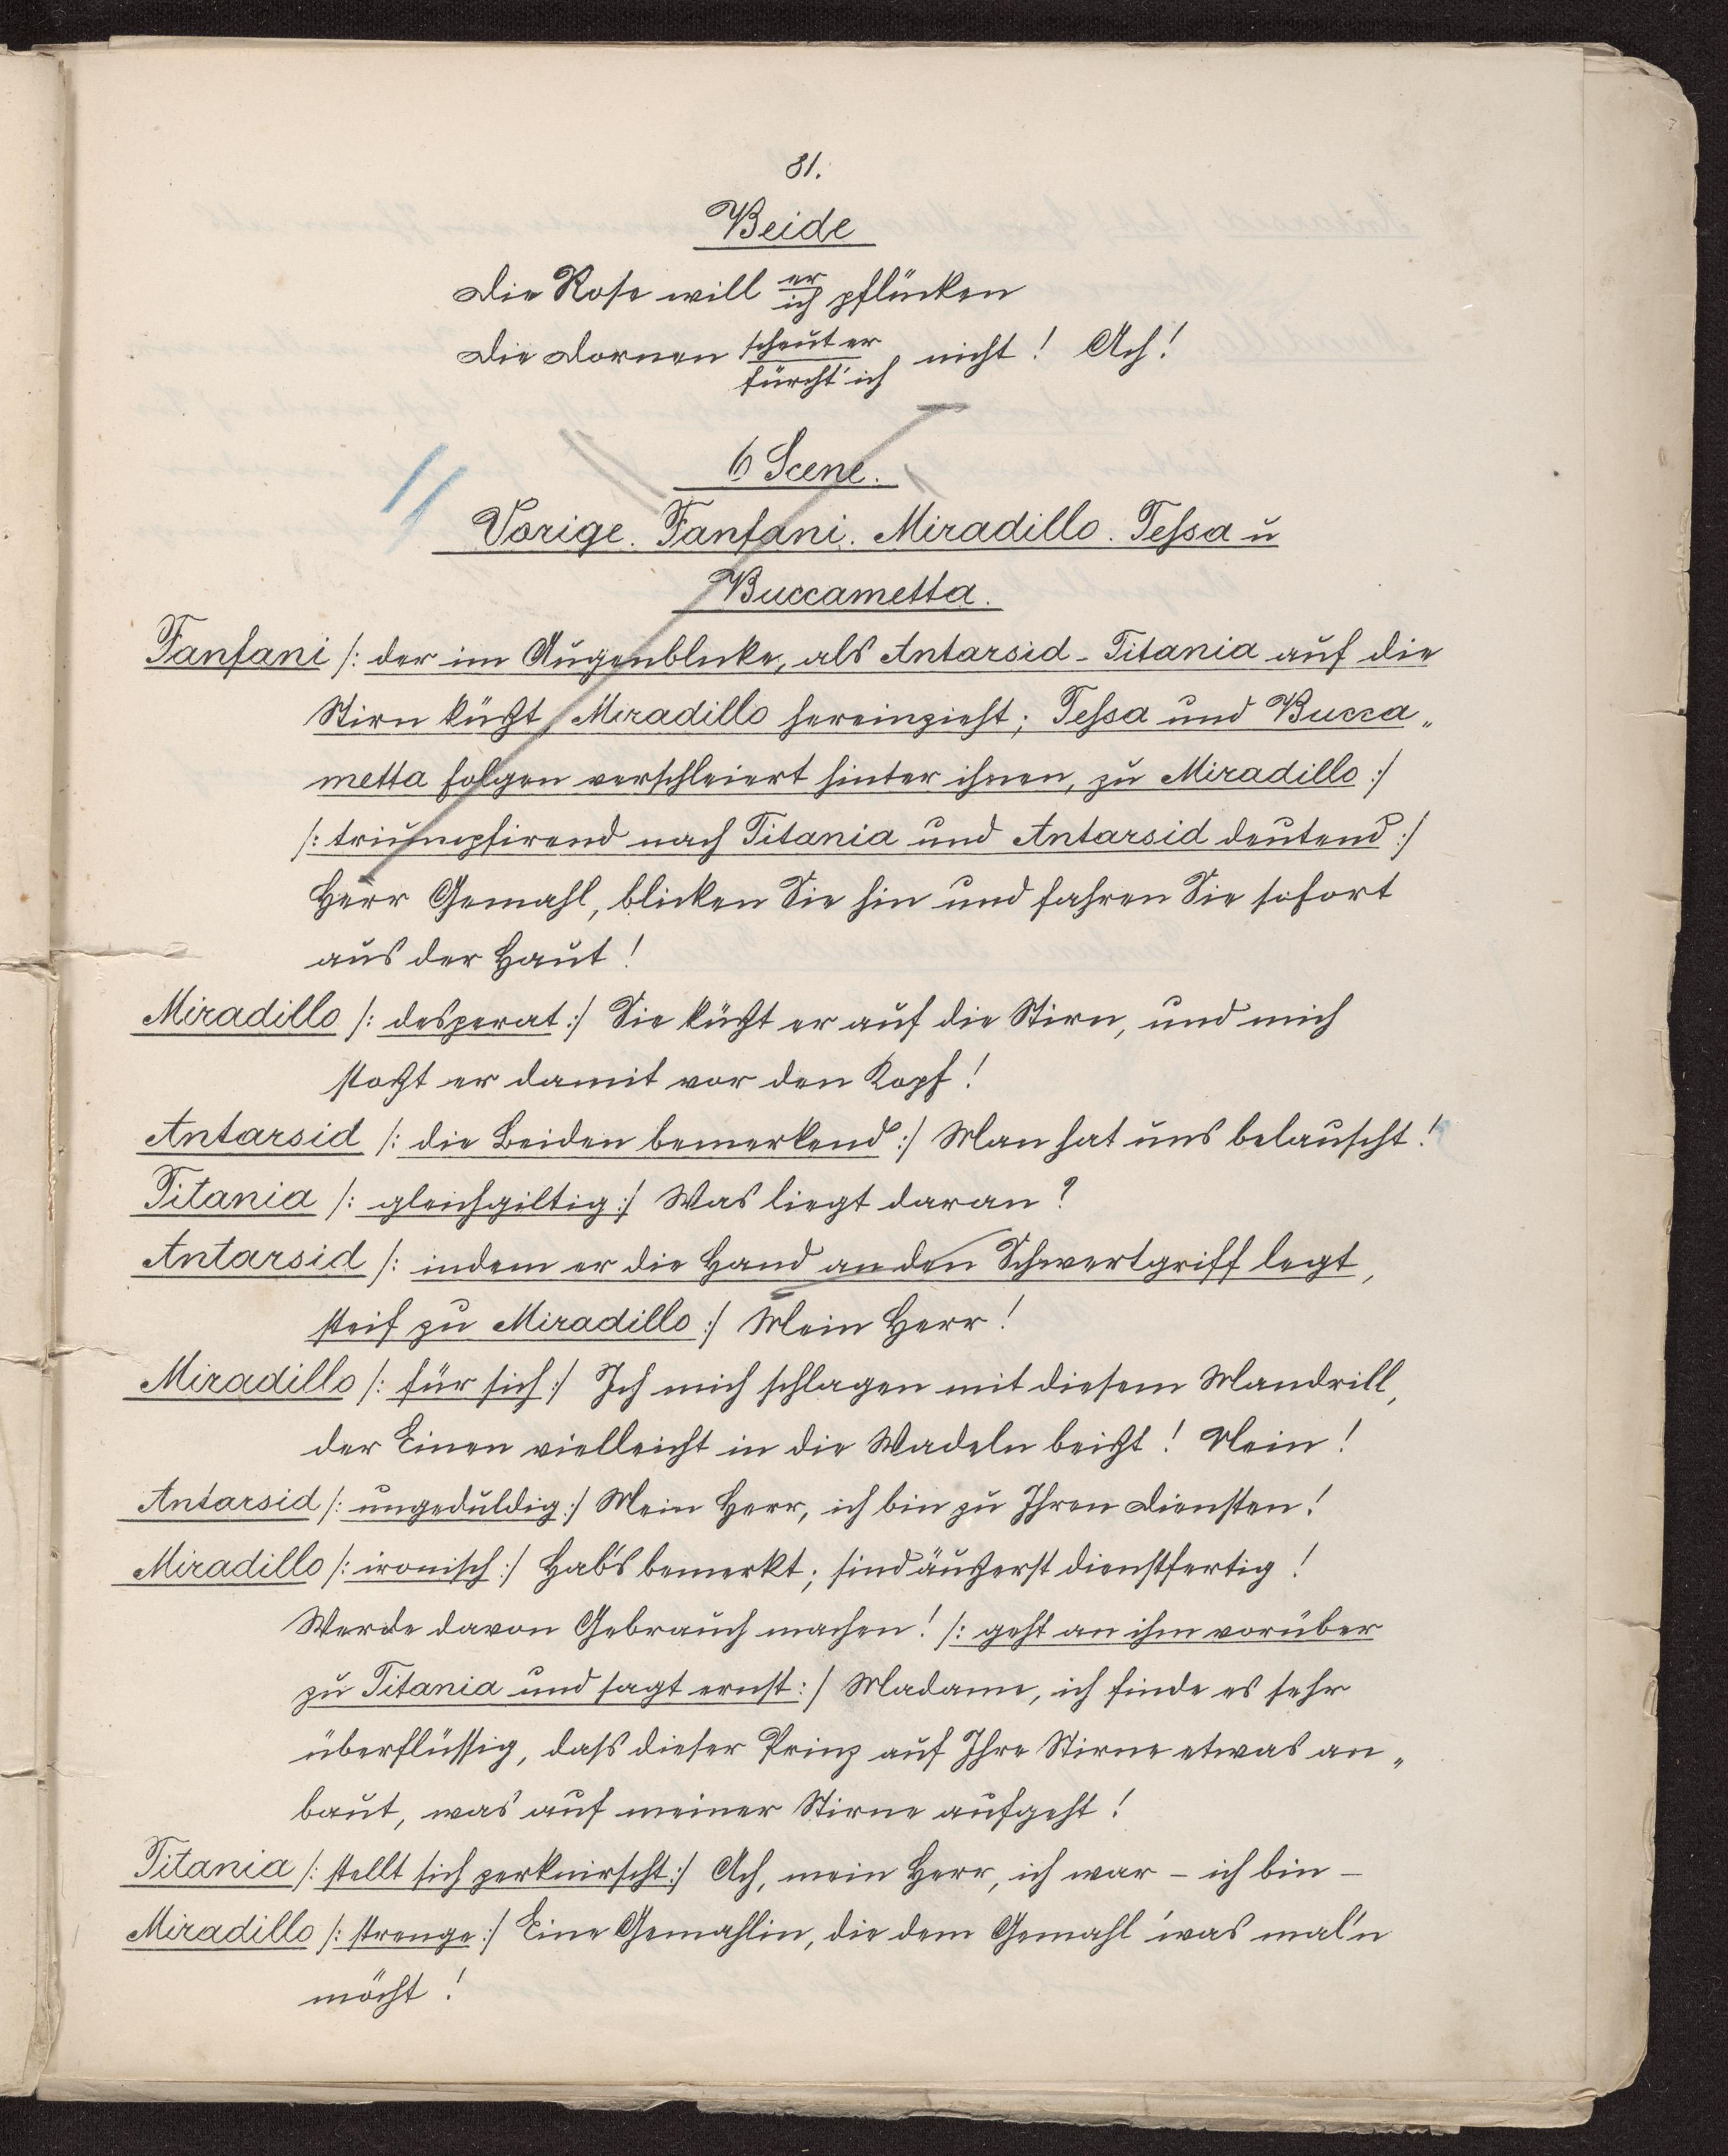 81.
Beide
Die Rose will er pflücken
ich
Die Dornen scheut er nicht! Ach!
fürcht' ich
6 Scene.
Vorige. Fanfani. Miradillo. Tessa u
Buccametta.
Fanfani /: der im Augenblicke, als Antarsid - Titania auf die
Stirn küßt, Miradillo hereinzieht; Tessa und Bucca„
metta folgen verschleiert hinter ihnen, zu Miradillo :/
/: triumpfirend nach Titania und Antarsid deutend :/
Herr Gemahl, blicken Sie hin und fahren Sie sofort
aus der Haut!
Miradillo /: desperat :/ Sie küßt er auf die Stirn, und mich
stoßt er damit vor den Kopf!
Antarsid /: die Beiden bemerkend :/ Man hat uns belauscht!
Titania /: gleichgiltig :/ Was liegt daran?
Antarsid /: indem er die Hand an den Schwertgriff legt,
steif zu Miradillo :/ Mein Herr!
Miradillo /: für sich :/ Ich mich schlagen mit diesem Mandrill,
der Einen vielleicht in die Wadeln beißt! Nein!
Antarsid /: ungeduldig :/ Mein Herr, ich bin zu Ihren Diensten!
Miradillo /: ironisch :/ Hab's bemerkt; sind äußerst dienstfertig!
Werde davon Gebrauch machen! /: geht an ihm vorüber
zu Titania und sagt ernst :/ Madame, ich finde es sehr
überflüssig, dass dieser Prinz auf Ihre Stirne etwas an„
baut, was auf meiner Stirne aufgeht!
Titania /: stellt sich zerknirscht :/ Ach, mein Herr, ich war – ich bin –
Miradillo /: strenge :/ Eine Gemahlin, die dem Gemahl 'was mal'n
möcht!